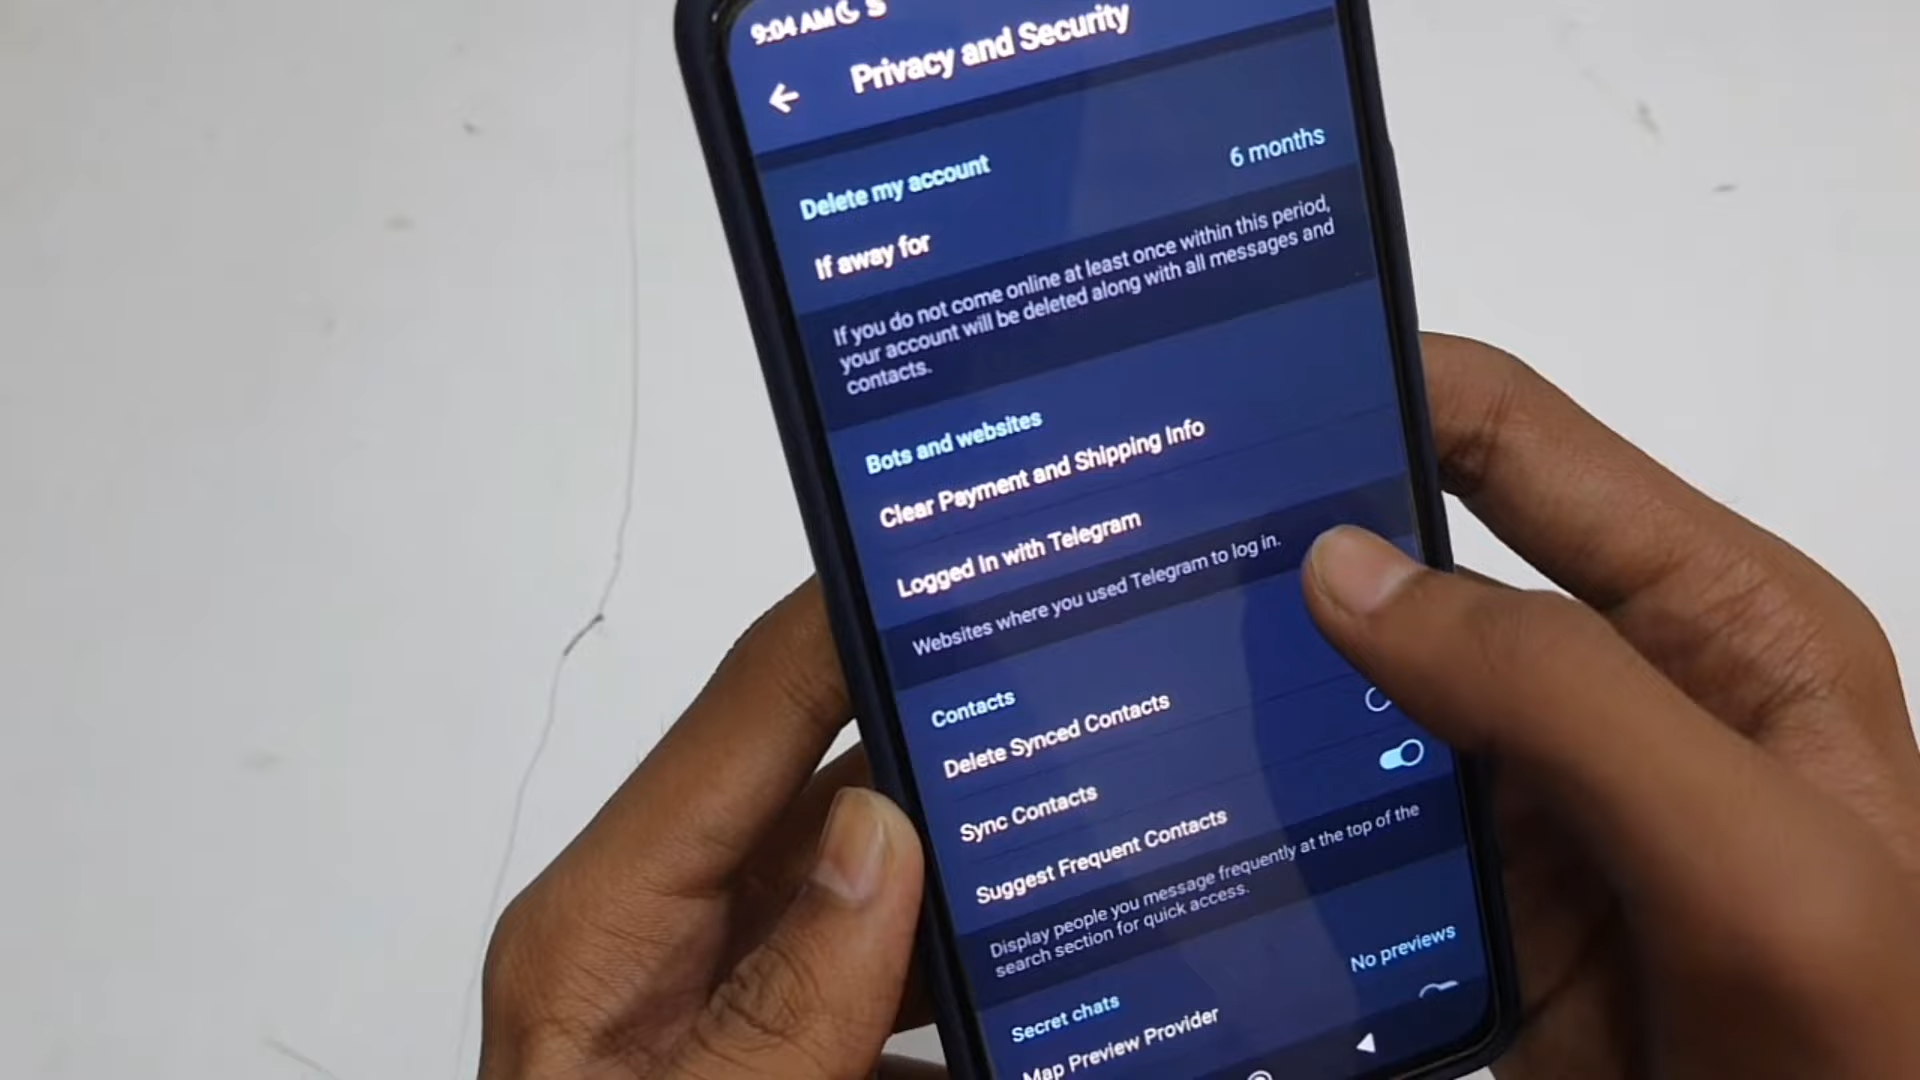 9:04 AM
Privacy and Security
Delete my account
If away for
6 months
If you do not come online at least once within this period,
your account will be deleted along with all messages and
contacts.
Bots and websites
Clear Payment and Shipping Info
Logged In with Telegram
Websites where you used Telegram to log in.
Contacts
Delete Synced Contacts
Sync Contacts
Suggest Frequent Contacts
Display people you message frequently at the top of the
search section for quick access.
Secret chats
Map Preview Provider
No previews